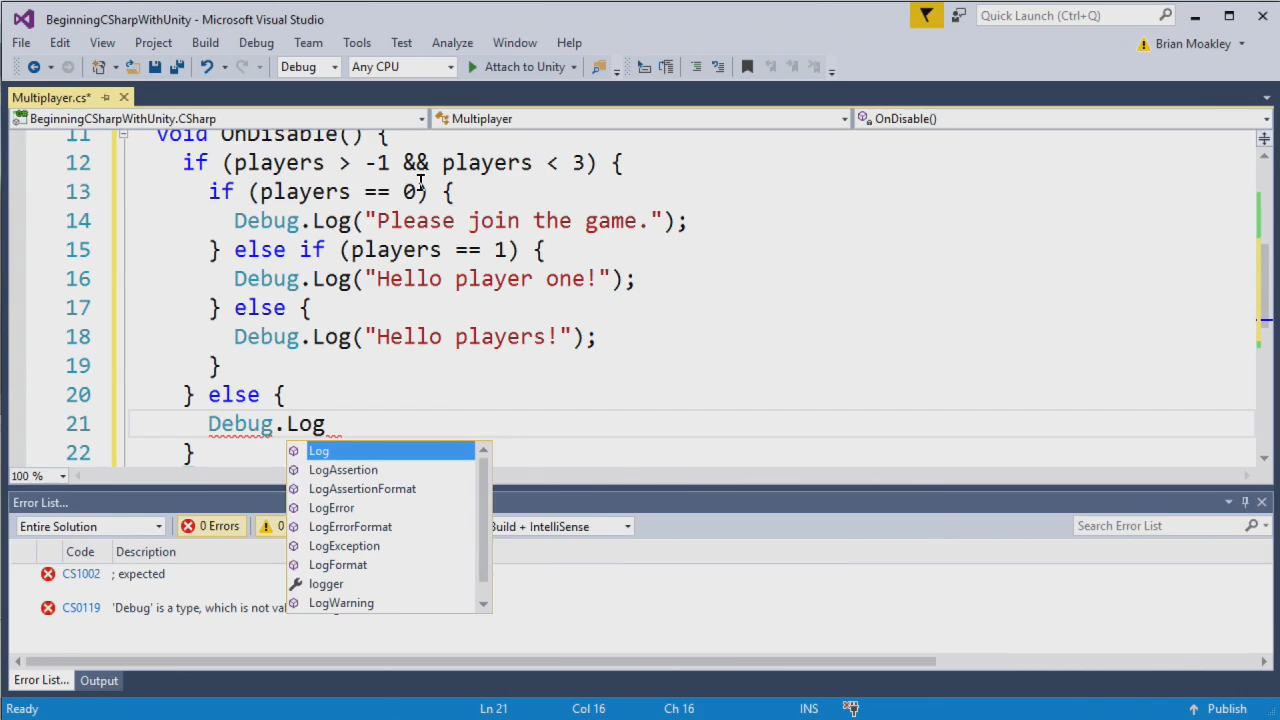 BeginningCSharpWithUnity - Microsoft Visual Studio
Quick Launch (Ctrl+Q)
File Edit View Project Build Debug Team Tools Test Analyze Window Help
Brian Moakley
Debug Any CPU Attach to Unity
Multiplayer.cs*
BeginningCSharpWithUnity.CSharp Multiplayer OnDisable()
11 void OnDisable() {
12 if (players > -1 && players < 3) {
13 if (players == 0) {
14 Debug.Log("Please join the game.");
15 } else if (players == 1) {
16 Debug.Log("Hello player one!");
17 } else {
18 Debug.Log("Hello players!");
19 }
20 } else {
21 Debug.Log
22 }
Log
LogAssertion
LogAssertionFormat
LogError
LogErrorFormat
LogException
LogFormat
logger
LogWarning
100 %
Error List...
Entire Solution 0 Errors 0 Build + IntelliSense Search Error List
Code Description
CS1002 ; expected
CS0119 'Debug' is a type, which is not
Error List... Output
Ready Ln 21 Col 16 Ch 16 INS Publish